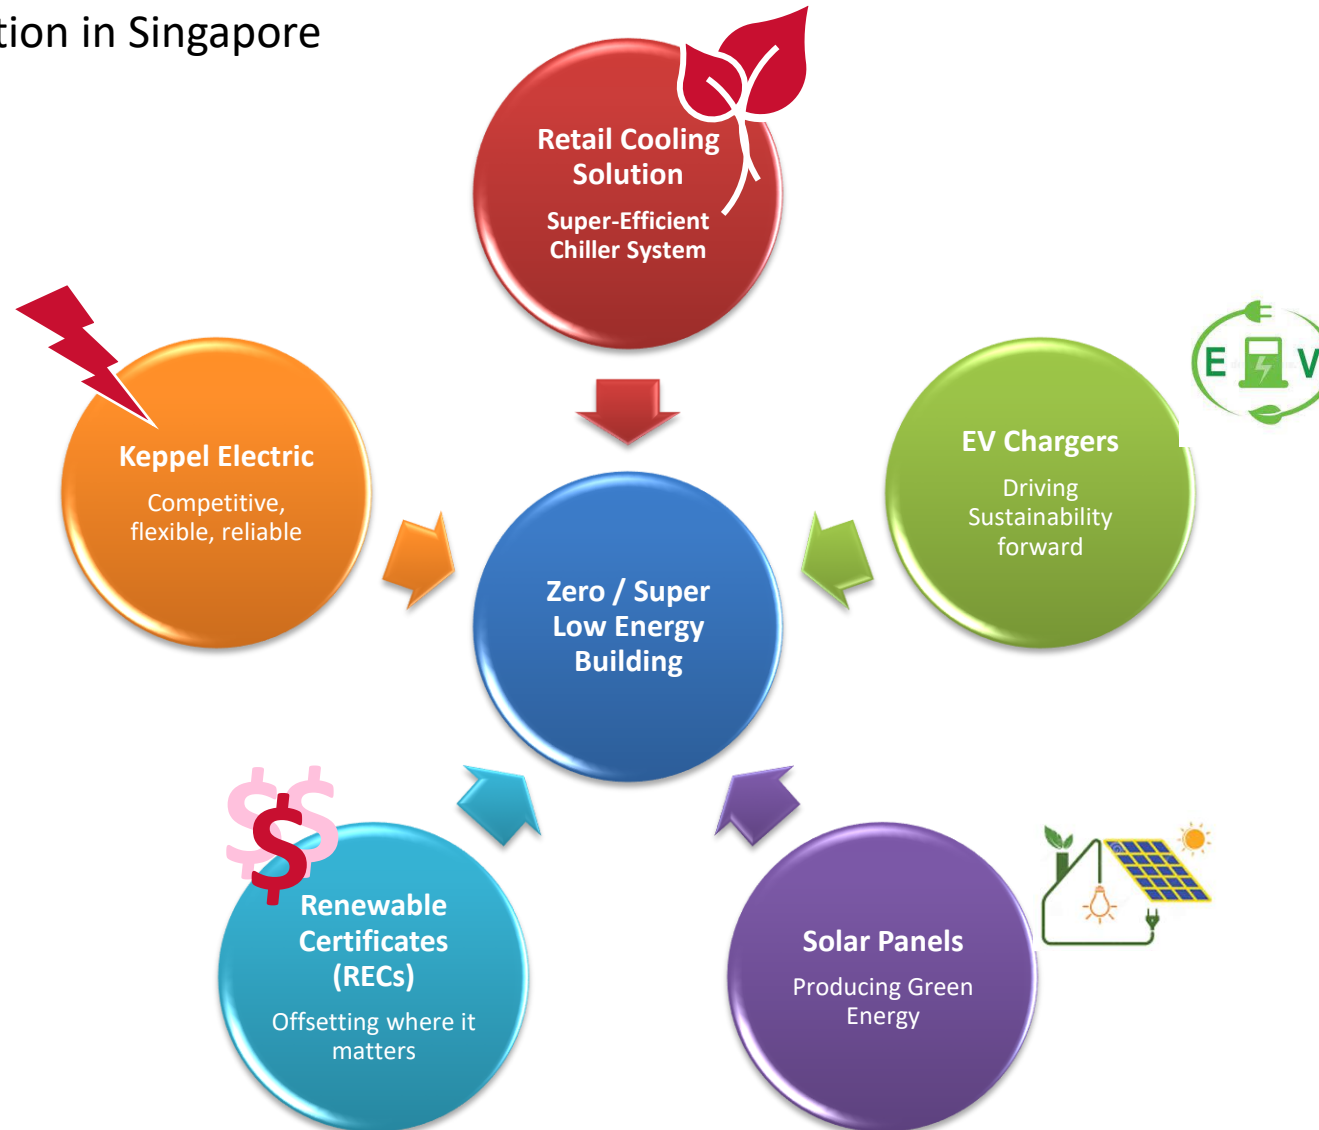 tion in Singapore
Retail Cooling
Solution
Super-Efficient
Chiller System
Keppel Electric
Competitive,
flexible, reliable
EV Chargers
Driving
Sustainability
forward
E V
Zero / Super
Low Energy
Building
$$$
Renewable
Certificates
(RECs)
Offsetting where it
matters
Solar Panels
Producing Green
Energy